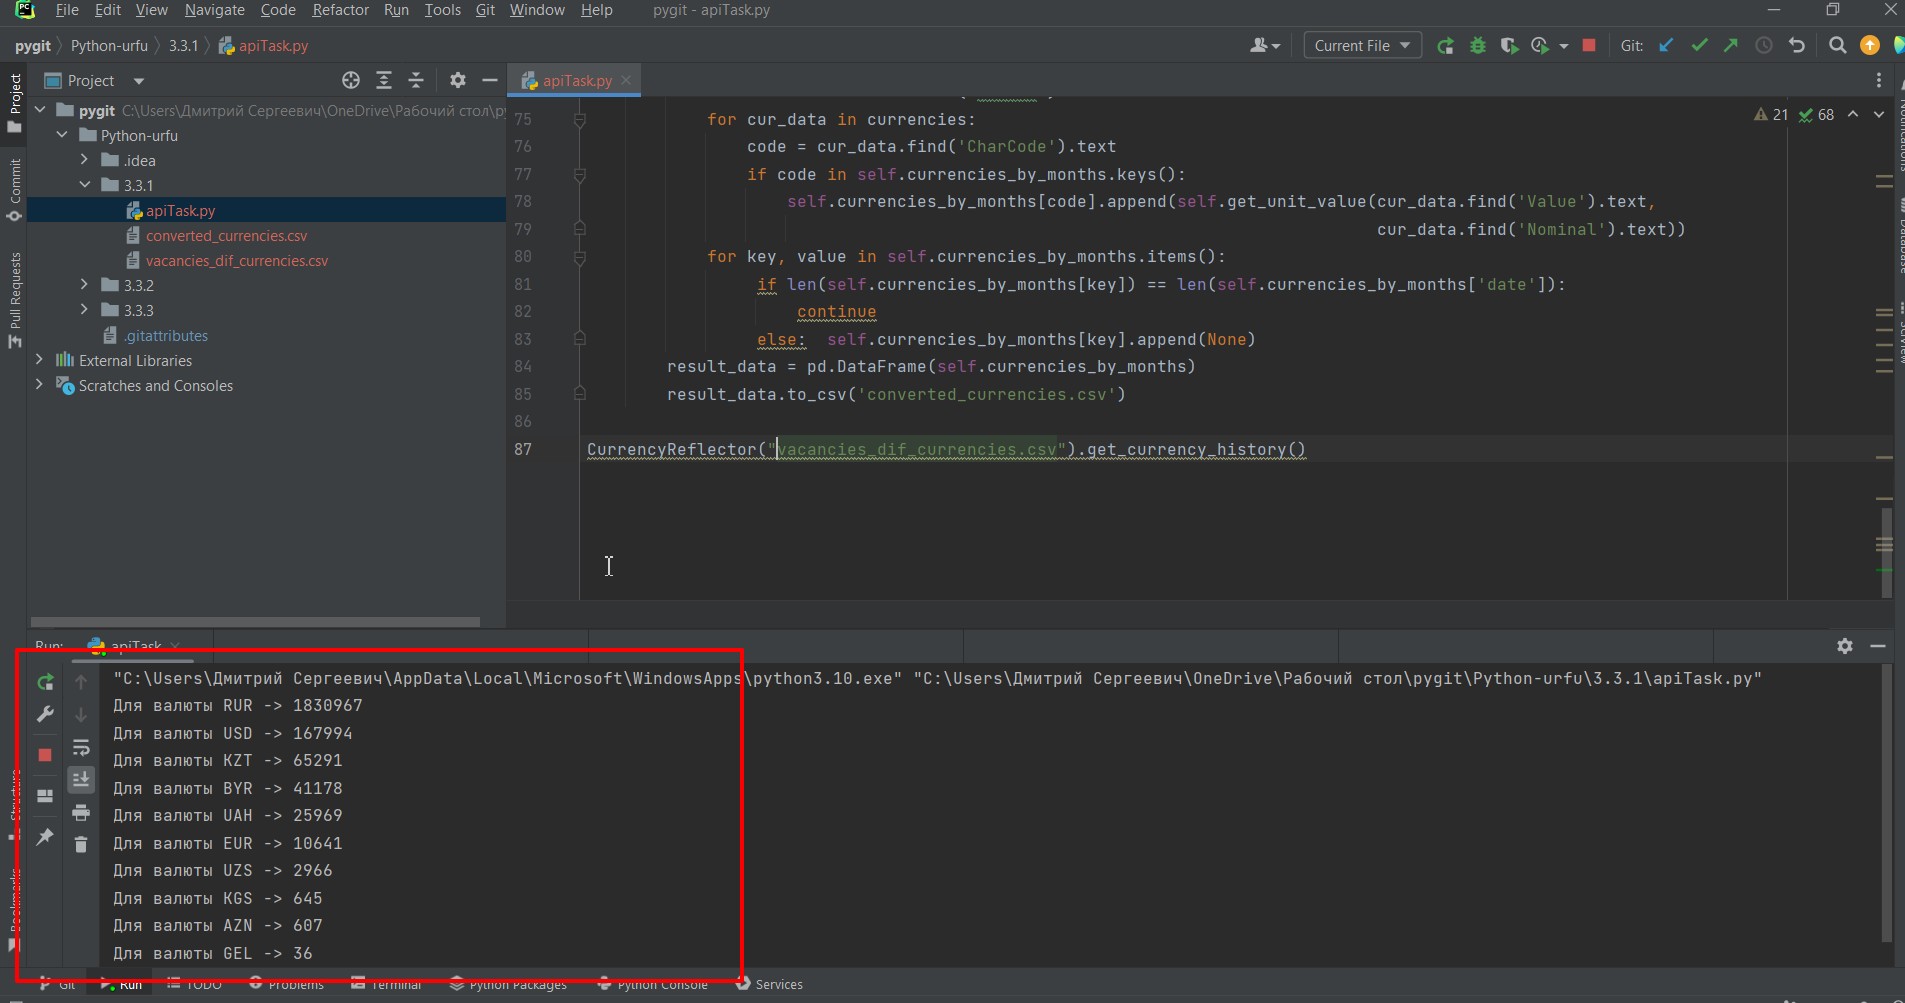 File Edit View Navigate Code Refactor Run Tools Git Window Help pygit - apiTask.py
pygit Python-urfu 3.3.1 apiTask.py
Current File
Git:
Project
apiTask.py
Project
Commit
Pull Requests
pygit C:\Users\Дмитрий Сергеевич\OneDrive\Рабочий стол\py
Python-urfu
.idea
3.3.1
apiTask.py
converted_currencies.csv
vacancies_dif_currencies.csv
3.3.2
3.3.3
.gitattributes
External Libraries
Scratches and Consoles
21 68
75 for cur_data in currencies:
76 code = cur_data.find('CharCode').text
77 if code in self.currencies_by_months.keys():
78 self.currencies_by_months[code].append(self.get_unit_value(cur_data.find('Value').text,
79 cur_data.find('Nominal').text))
80 for key, value in self.currencies_by_months.items():
81 if len(self.currencies_by_months[key]) == len(self.currencies_by_months['date']):
82 continue
83 else: self.currencies_by_months[key].append(None)
84 result_data = pd.DataFrame(self.currencies_by_months)
85 result_data.to_csv('converted_currencies.csv')
86
87 CurrencyReflector("vacancies_dif_currencies.csv").get_currency_history()
Run: apiTask
"C:\Users\Дмитрий Сергеевич\AppData\Local\Microsoft\WindowsApps\python3.10.exe" "C:\Users\Дмитрий Сергеевич\OneDrive\Рабочий стол\pygit\Python-urfu\3.3.1\apiTask.py"
Для валюты RUR -> 1830967
Для валюты USD -> 167994
Для валюты KZT -> 65291
Для валюты BYR -> 41178
Для валюты UAH -> 25969
Для валюты EUR -> 10641
Для валюты UZS -> 2966
Для валюты KGS -> 645
Для валюты AZN -> 607
Для валюты GEL -> 36
Structure
Bookmarks
Git Run TODO Problems Terminal Python Packages Python Console Services